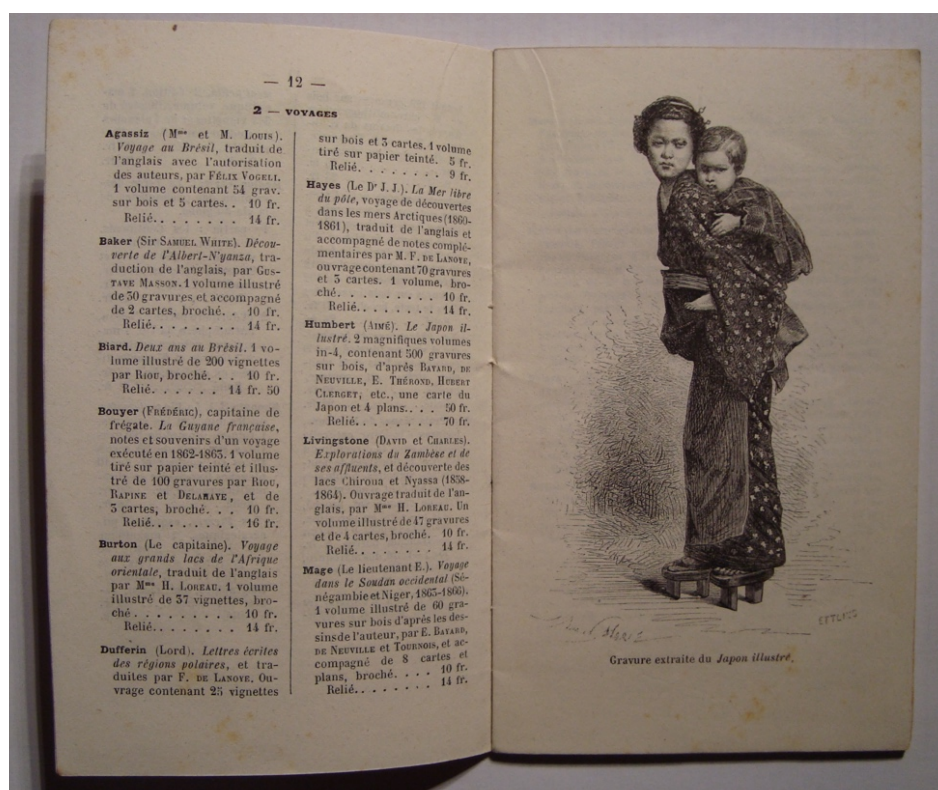 — 12 —
2 — VOYAGES
Agassiz (Mme et M. Louis).
Voyage au Brésil, traduit de
l'anglais avec l'autorisation
des auteurs, par Félix Vogeli.
1 volume contenant 54 grav.
sur bois et 5 cartes. . 10 fr.
Relié. . . . . . . 14 fr.
Baker (Sir Samuel White). Décou-
verte de l'Albert-N'yanza, tra-
duction de l'anglais, par Gus-
tave Masson. 1 volume illustré
de 30 gravures et accompagné
de 2 cartes, broché. . 10 fr.
Relié. . . . . . . 14 fr.
Biard. Deux ans au Brésil. 1 vo-
lume illustré de 200 vignettes
par Riou, broché. . . 10 fr.
Relié. . . . . . 14 fr. 50
Bouyer (Frédéric), capitaine de
frégate. La Guyane française,
notes et souvenirs d'un voyage
exécuté en 1862-1863. 1 volume
tiré sur papier teinté et illus-
tré de 100 gravures par Riou,
Rapine et Delahaye, et de
3 cartes, broché. . . 10 fr.
Relié. . . . . . . 16 fr.
Burton (Le capitaine). Voyage
aux grands lacs de l'Afrique
orientale, traduit de l'anglais
par Mme H. Loreau. 1 volume
illustré de 37 vignettes, bro-
ché . . . . . . . . 10 fr.
Relié. . . . . . . 14 fr.
Dufferin (Lord). Lettres écrites
des régions polaires, et tra-
duites par F. de Lanoye. Ou-
vrage contenant 25 vignettes
sur bois et 3 cartes. 1 volume
tiré sur papier teinté. 5 fr.
Relié. . . . . . . 9 fr.
Hayes (Le Dr J. J.). La Mer libre
du pôle, voyage de découvertes
dans les mers Arctiques (1860-
1861), traduit de l'anglais et
accompagné de notes complé-
mentaires par M. F. de Lanoye,
ouvrage contenant 70 gravures
et 3 cartes. 1 volume, bro-
ché. . . . . . . . . 10 fr.
Relié. . . . . . . 14 fr.
Humbert (Aimé). Le Japon il-
lustré. 2 magnifiques volumes
in-4, contenant 500 gravures
sur bois, d'après Bayard, de
Neuville, E. Thérond, Hubert
Clerget, etc., une carte du
Japon et 4 plans. . . . 50 fr.
Relié. . . . . . . 70 fr.
Livingstone (David et Charles).
Explorations du Zambèse et de
ses affluents, et découverte des
lacs Chiroua et Nyassa (1858-
1864). Ouvrage traduit de l'an-
glais, par Mme H. Loreau. Un
volume illustré de 47 gravures
et de 4 cartes, broché. 10 fr.
Relié. . . . . . . 14 fr.
Mage (Le lieutenant E.). Voyage
dans le Soudan occidental (Sé-
négambie et Niger, 1863-1866).
1 volume illustré de 60 gra-
vures sur bois d'après les des-
sins de l'auteur, par E. Bayard,
de Neuville et Tournois, et ac-
compagné de 8 cartes et
plans, broché. . . . 10 fr.
Relié. . . . . . . 14 fr.
Gravure extraite du Japon illustré.